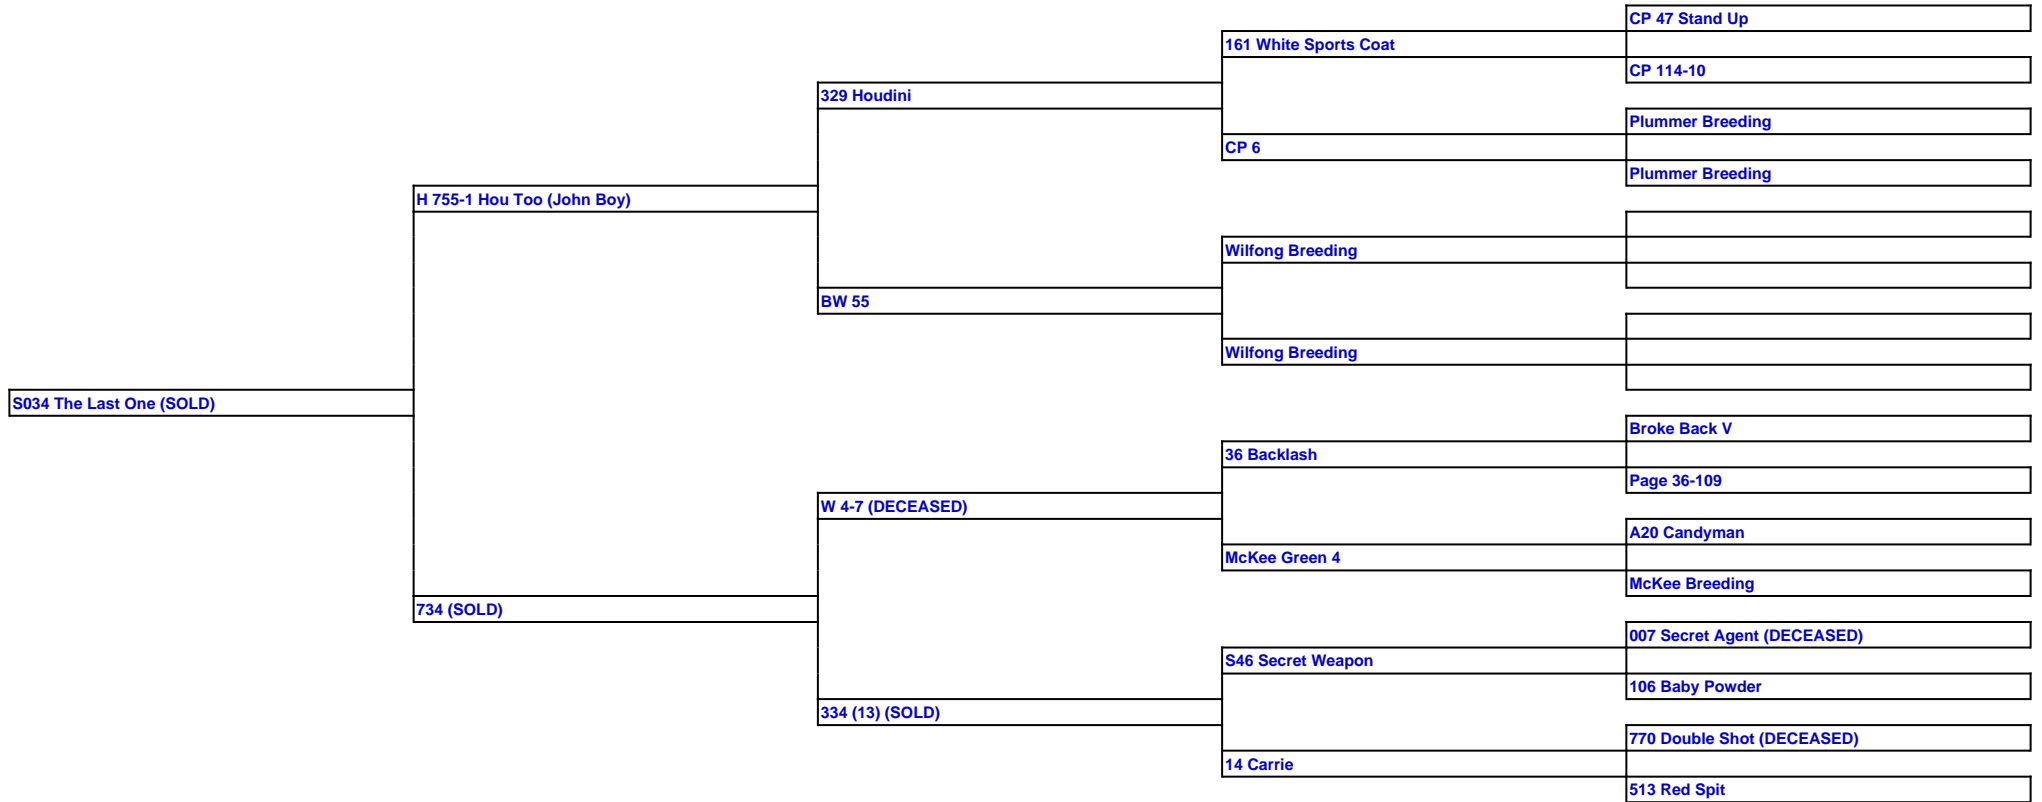 CP 47 Stand Up
161 White Sports Coat
CP 114-10
329 Houdini
Plummer Breeding
CP 6
Plummer Breeding
H 755-1 Hou Too (John Boy)
Wilfong Breeding
BW 55
Wilfong Breeding
S034 The Last One (SOLD)
Broke Back V
36 Backlash
Page 36-109
W 4-7 (DECEASED)
A20 Candyman
McKee Green 4
McKee Breeding
734 (SOLD)
007 Secret Agent (DECEASED)
S46 Secret Weapon
106 Baby Powder
334 (13) (SOLD)
770 Double Shot (DECEASED)
14 Carrie
513 Red Spit